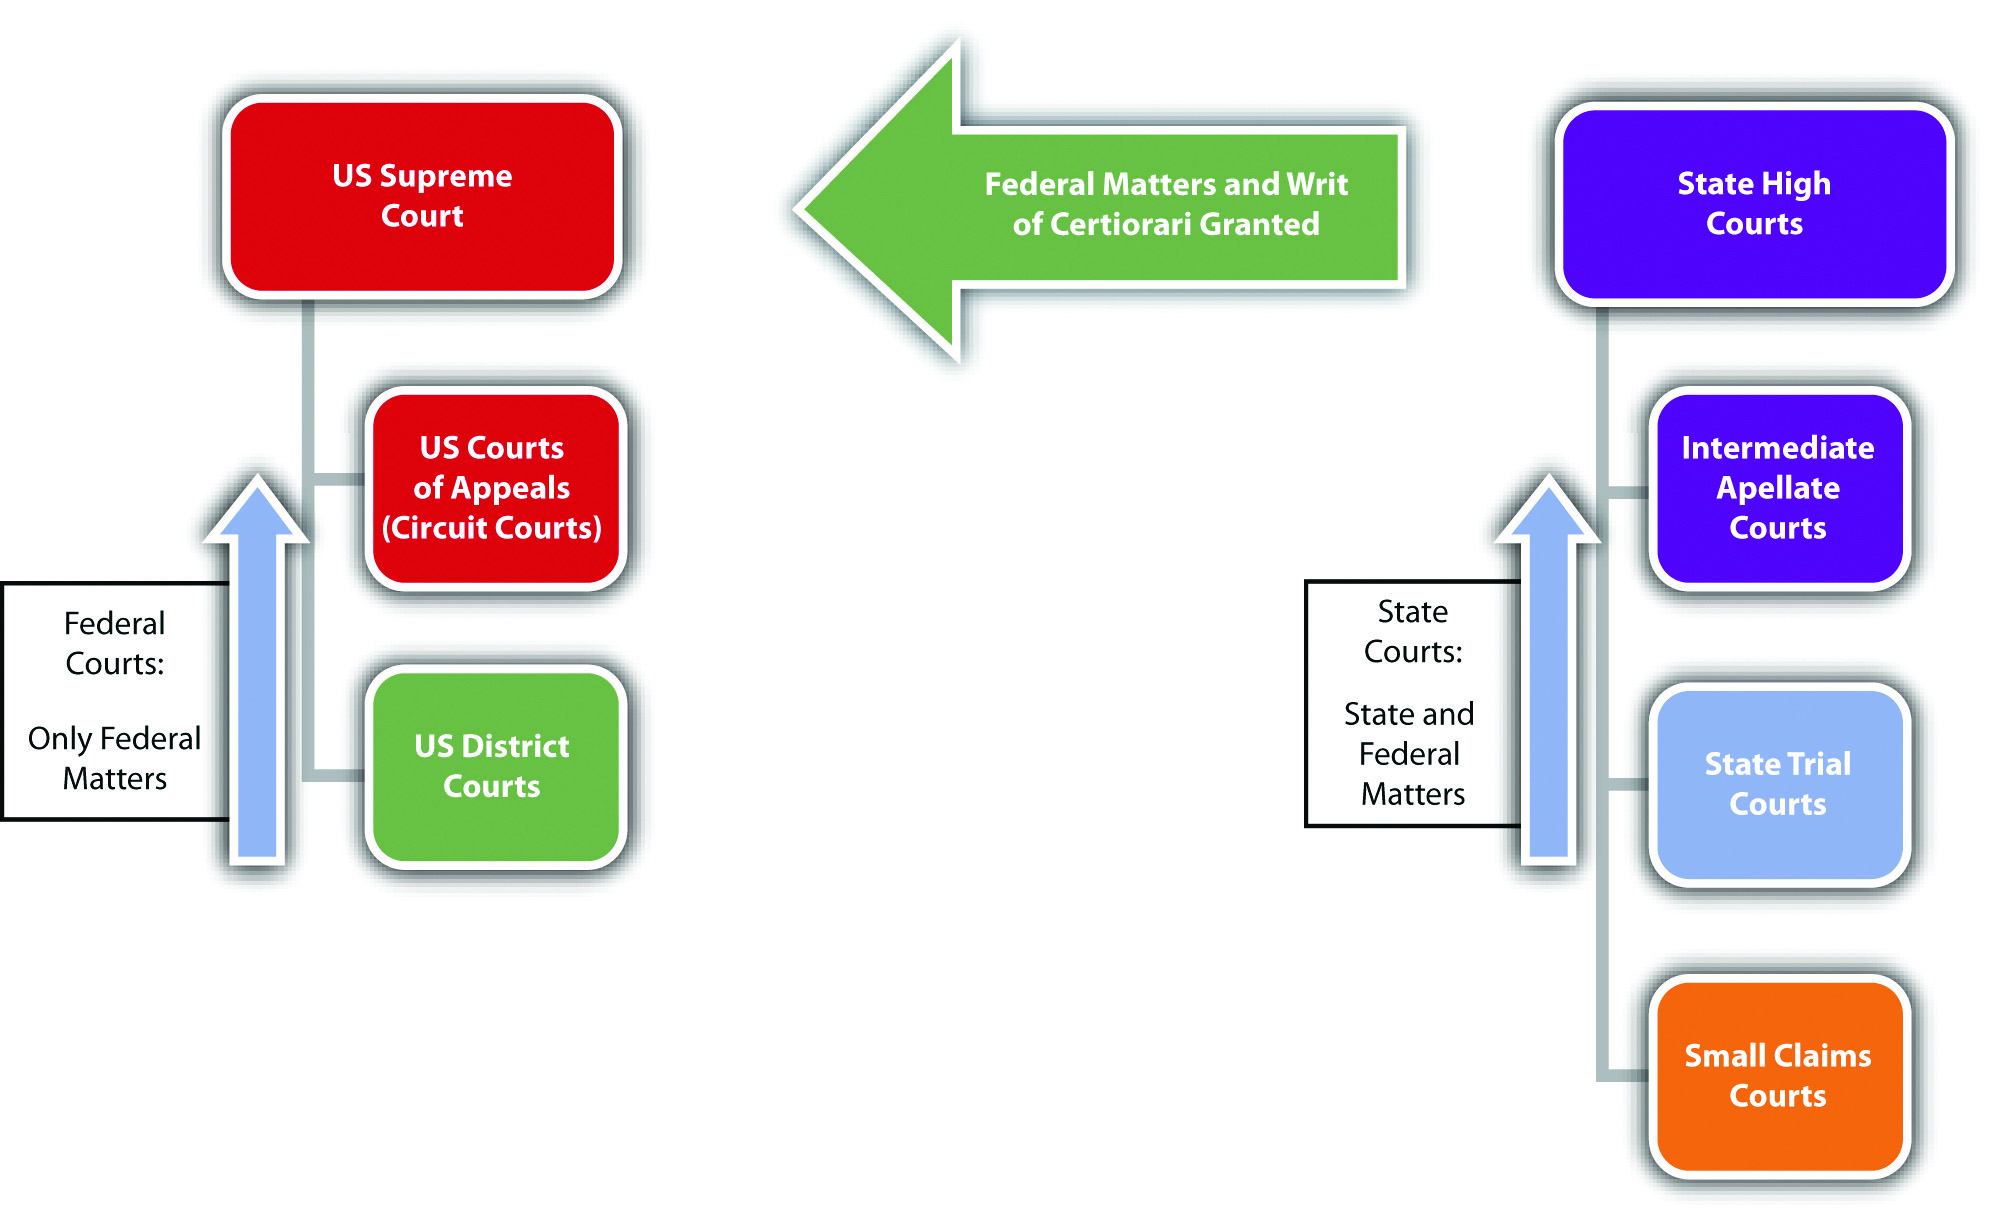 US Supreme
Court
Federal Matters and Writ
of Certiorari Granted
State High
Courts
US Courts
of Appeals
(Circuit Courts)
Intermediate
Apellate
Courts
Federal
Courts:
Only Federal
Matters
US District
Courts
State
Courts:
State and
Federal
Matters
State Trial
Courts
Small Claims
Courts